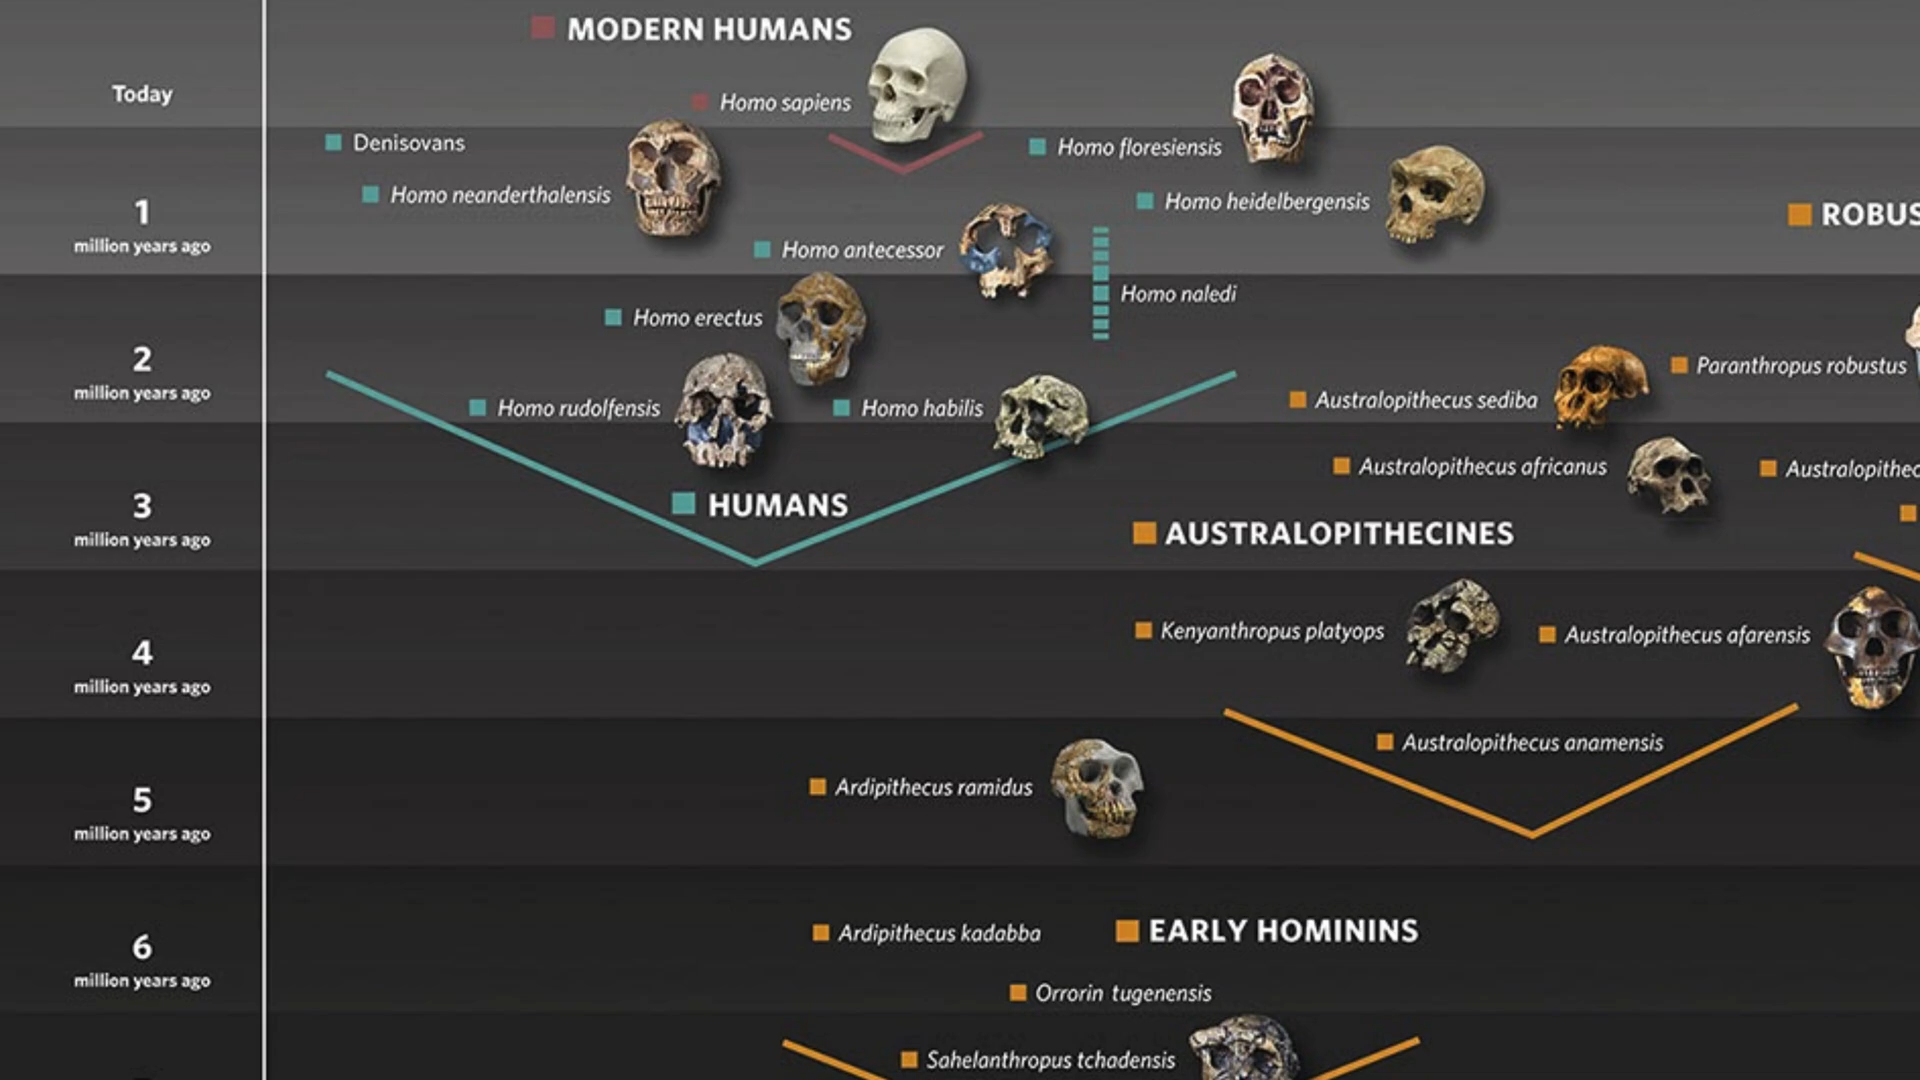 MODERN HUMANS
Today
Homo sapiens
Denisovans
Homo floresiensis
Homo neanderthalensis
Homo heidelbergensis
1
million years ago
ROBUS
Homo antecessor
Homo naledi
Homo erectus
2
million years ago
Paranthropus robustus
Homo rudolfensis
Homo habilis
Australopithecus sediba
Australopithecus africanus
Australopithec
3
million years ago
HUMANS
AUSTRALOPITHECINES
Kenyanthropus platyops
Australopithecus afarensis
4
million years ago
Australopithecus anamensis
Ardipithecus ramidus
5
million years ago
Ardipithecus kadabba
EARLY HOMININS
6
million years ago
Orrorin tugenensis
Sahelanthropus tchadensis